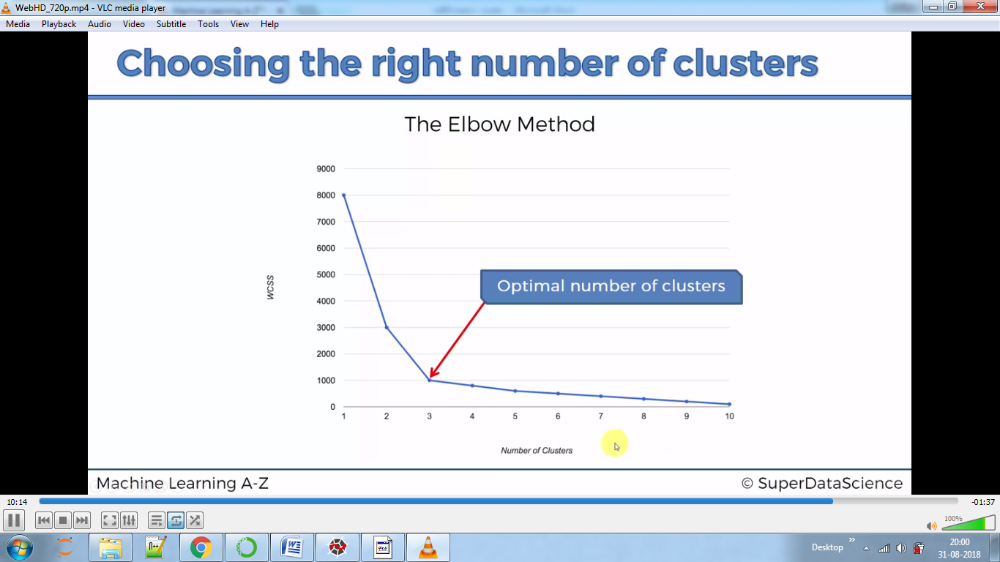 WebHD_720p.mp4 - VLC media player
Media Playback Audio Video Subtitle Tools View Help
Choosing the right number of clusters
The Elbow Method
9000
8000
7000
6000
5000
4000
3000
2000
1000
0
WCSS
Optimal number of clusters
1 2 3 4 5 6 7 8 9 10
Number of Clusters
Machine Learning A-Z
© SuperDataScience
10:14
-01:37
100%
Desktop
20:00
31-08-2018